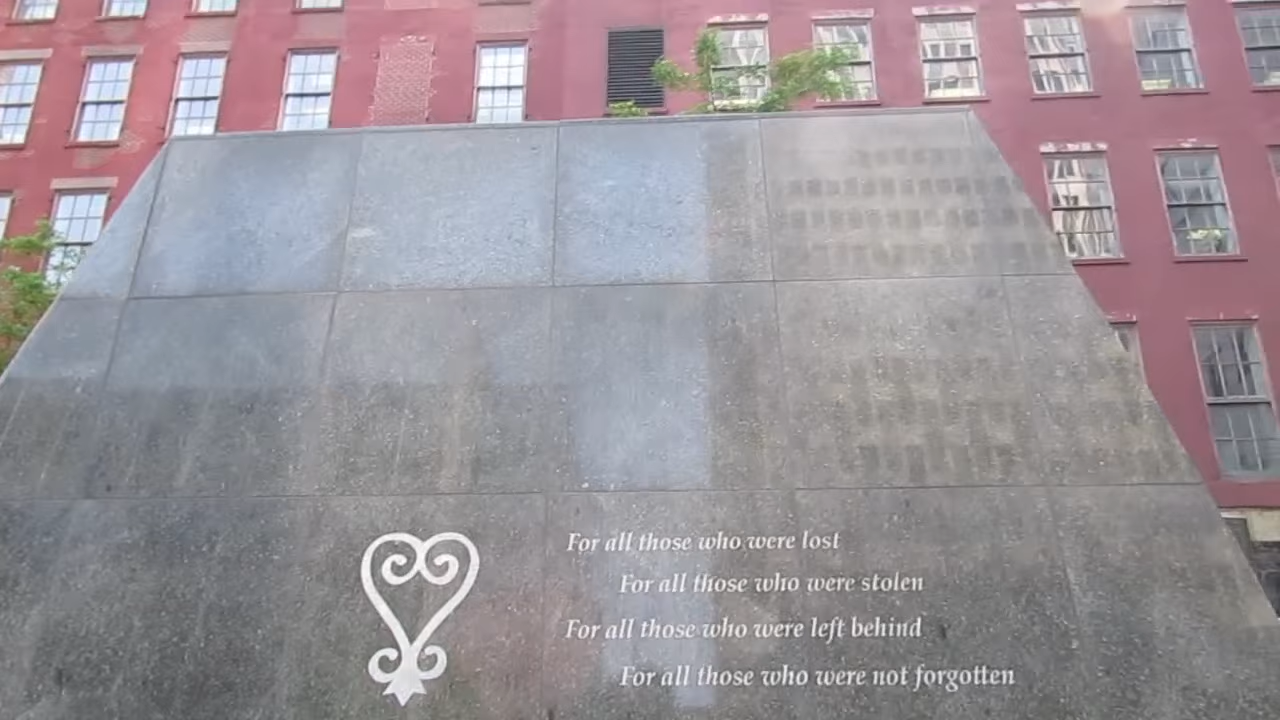 For all those who were lost
For all those who were stolen
For all those who were left behind
For all those who were not forgotten